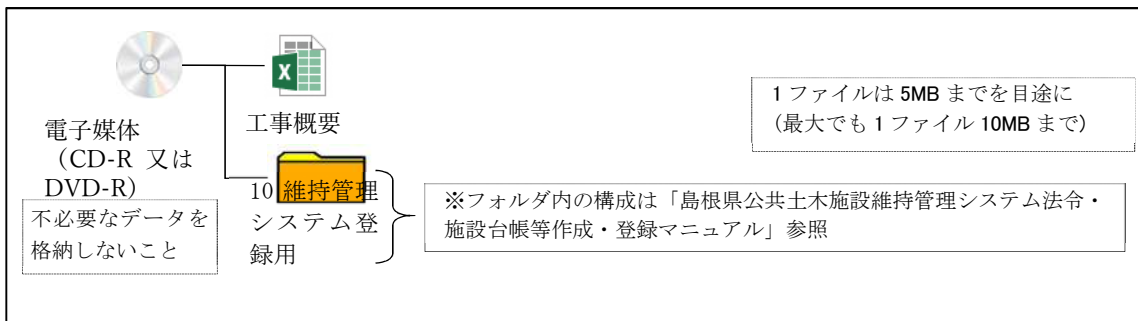 電子媒体
（CD-R 又は
DVD-R）
不必要なデータを
格納しないこと
工事概要
10 維持管理
システム登
録用
1 ファイルは 5MB までを目途に
(最大でも 1 ファイル 10MB まで)
※フォルダ内の構成は「島根県公共土木施設維持管理システム法令・
施設台帳等作成・登録マニュアル」参照